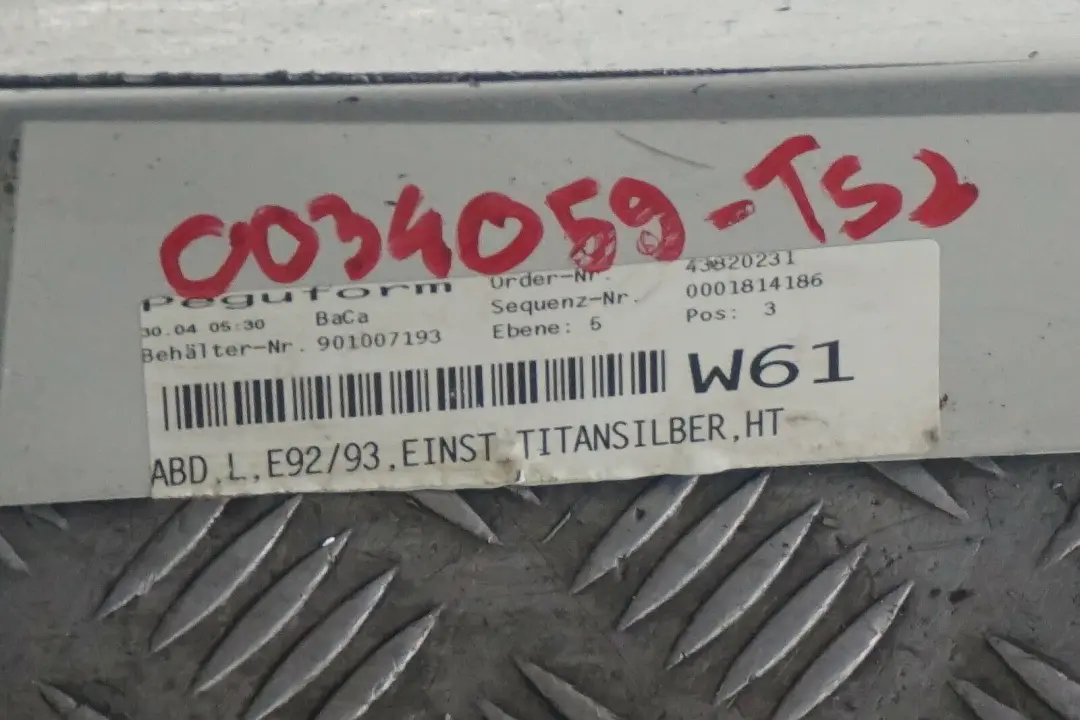 0034059-TS2
Peguform Order-Nr. 43820231
30.04 05:30 BaCa Sequenz-Nr. 0001814186
Behälter-Nr. 901007193 Ebene: 5 Pos: 3
W61
ABD,L,E92/93,EINST TITANSILBER,HT